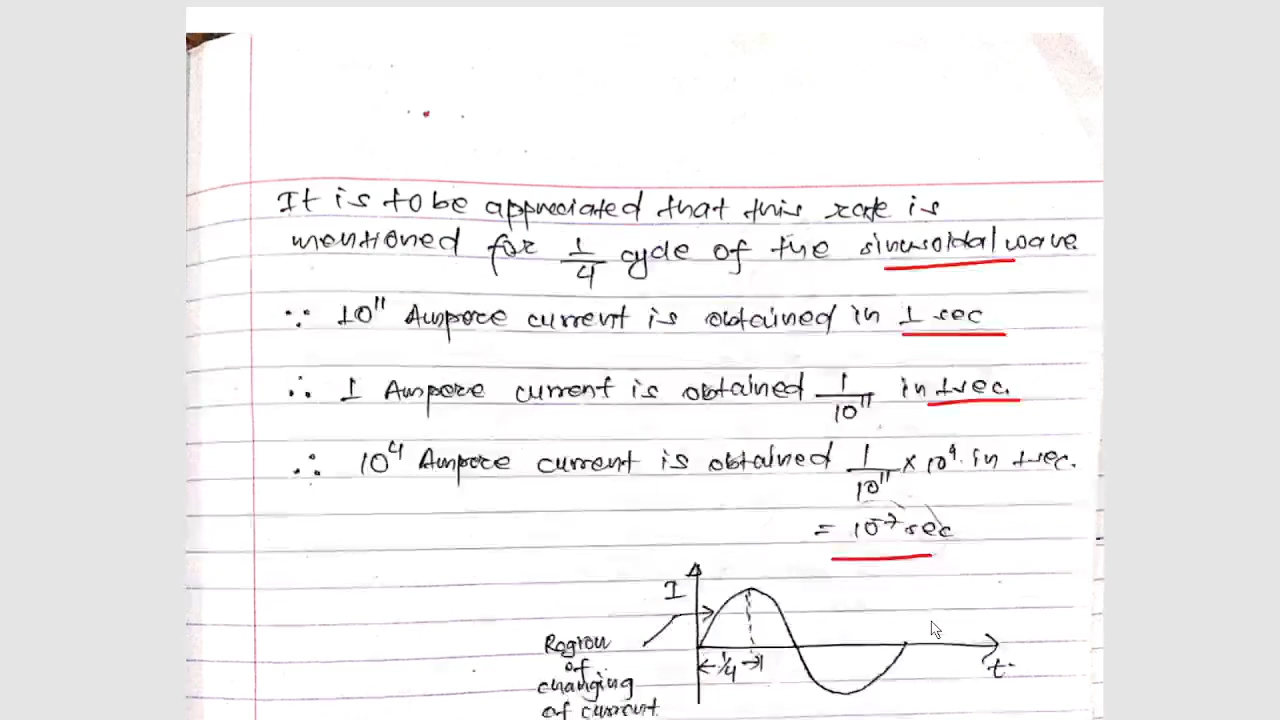 It is to be appreciated that this rate is
mentioned for 1/4 cycle of the sinusoidal wave
∵ 10¹¹ Ampere current is obtained in 1 sec
∴ 1 Ampere current is obtained 1/10¹¹ in 1 sec.
∴ 10⁴ Ampere current is obtained 1/10¹¹ × 10⁴ in 1 sec.
= 10⁻⁷ sec
I
Region
of
changing
of current
1/4
t